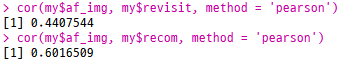 > cor(my$af_img, my$revisit, method = 'pearson')
[1] 0.4407544
> cor(my$af_img, my$recom, method = 'pearson')
[1] 0.6016509